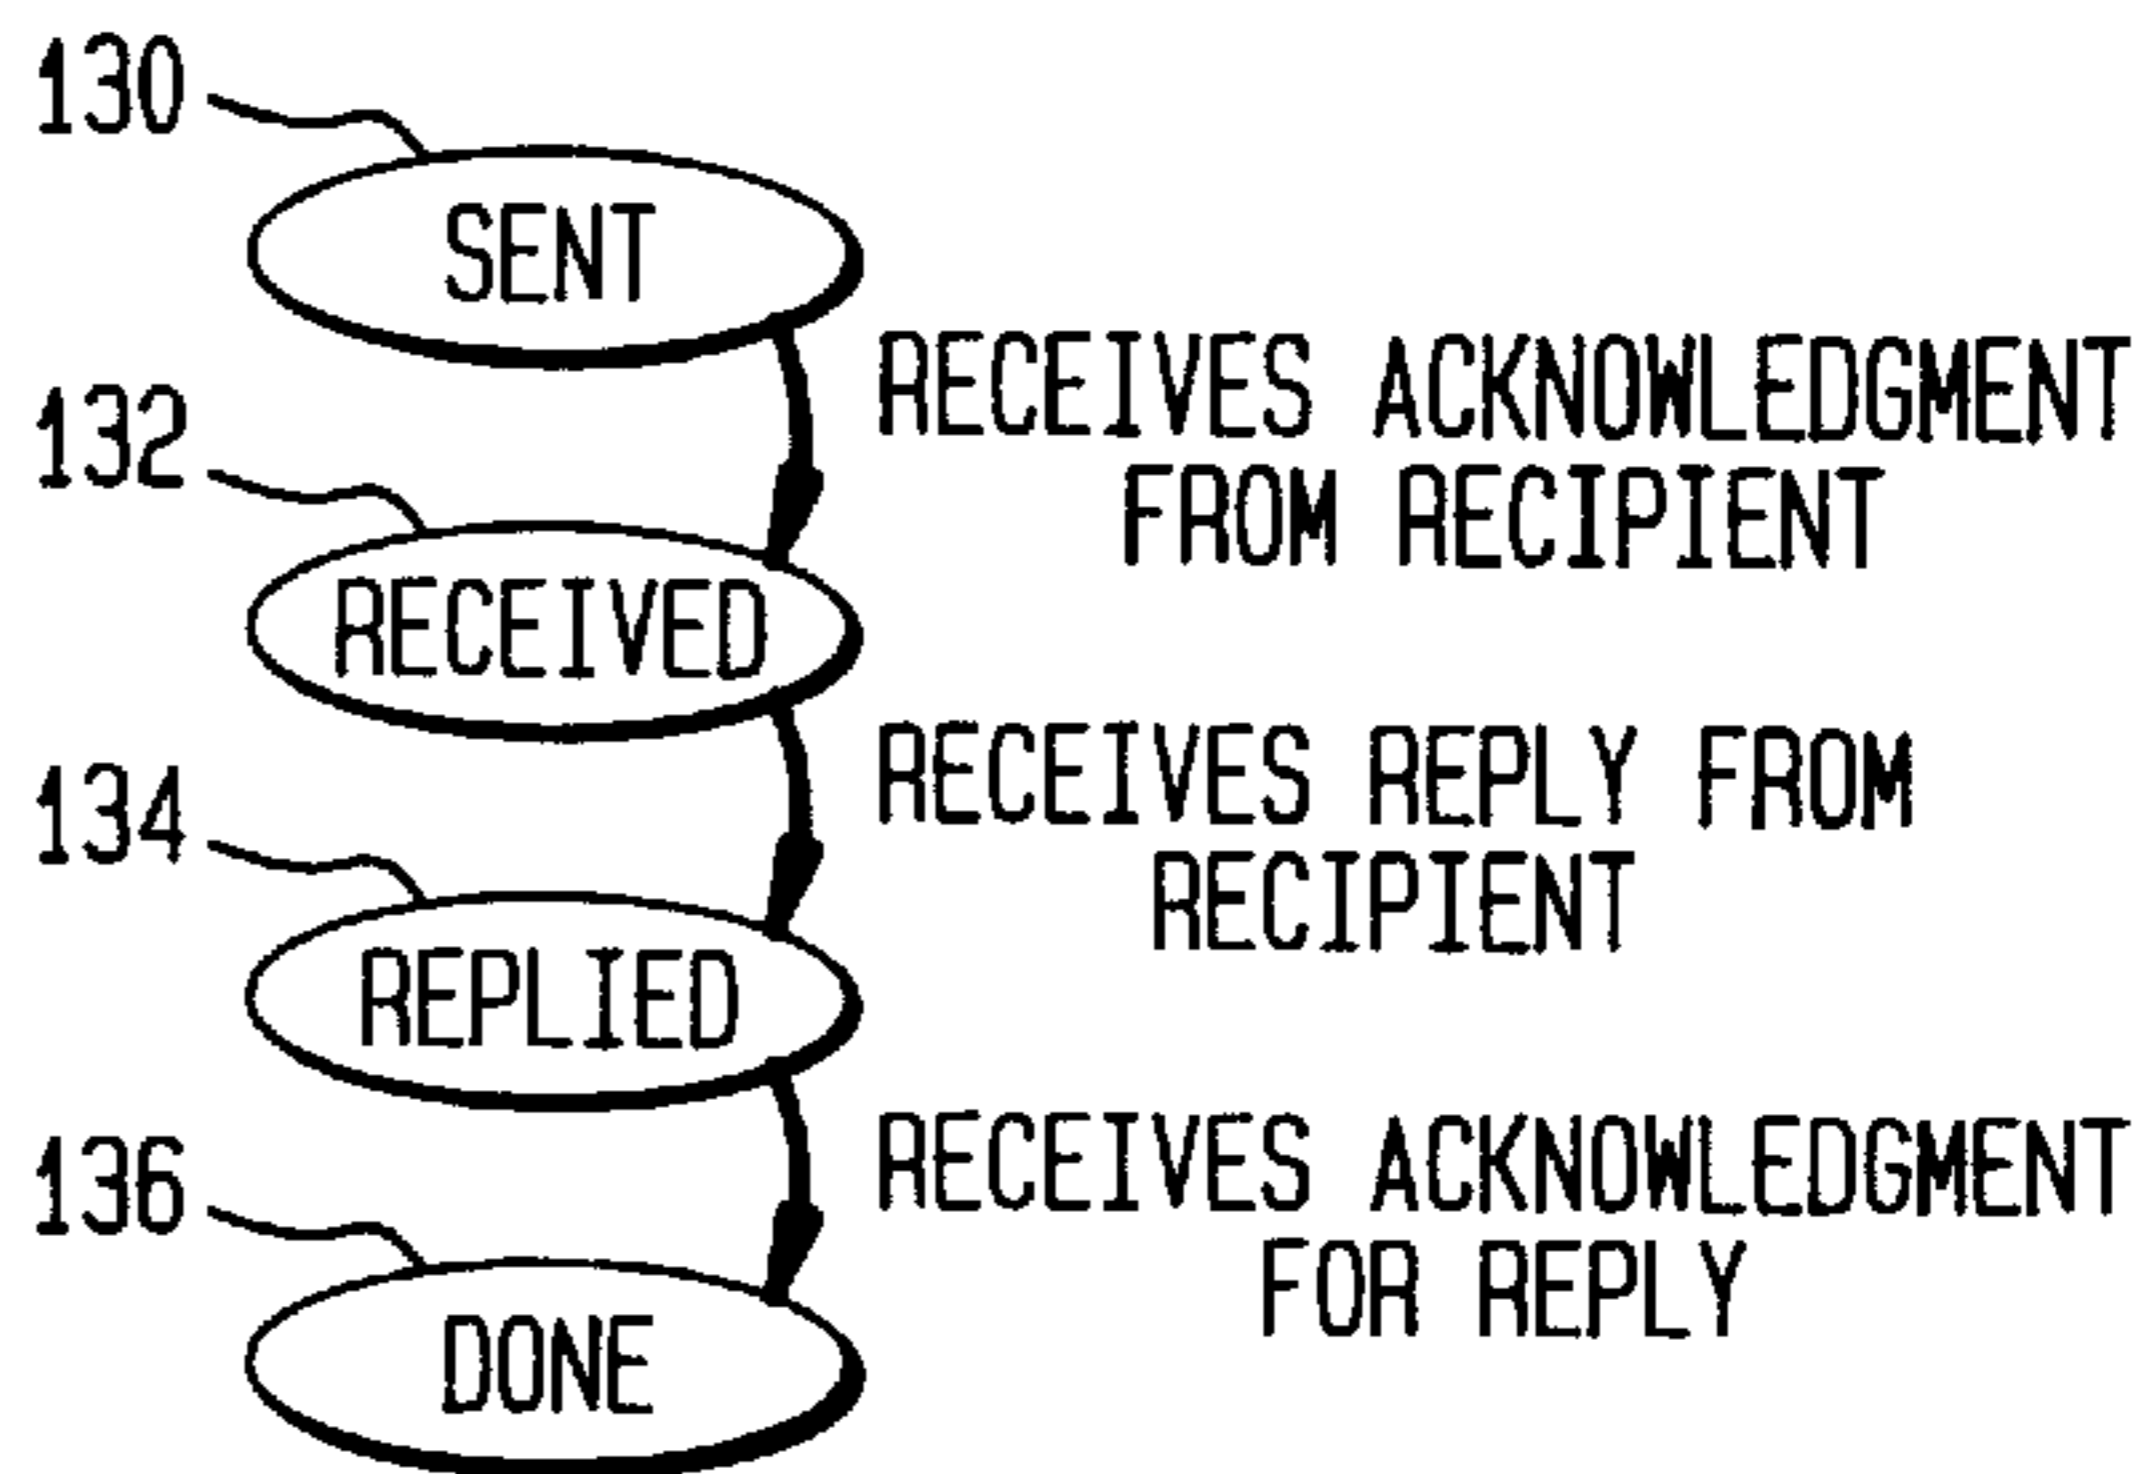 130
SENT
RECEIVES ACKNOWLEDGMENT
FROM RECIPIENT
132
RECEIVED
RECEIVES REPLY FROM
RECIPIENT
134
REPLIED
RECEIVES ACKNOWLEDGMENT
FOR REPLY
136
DONE